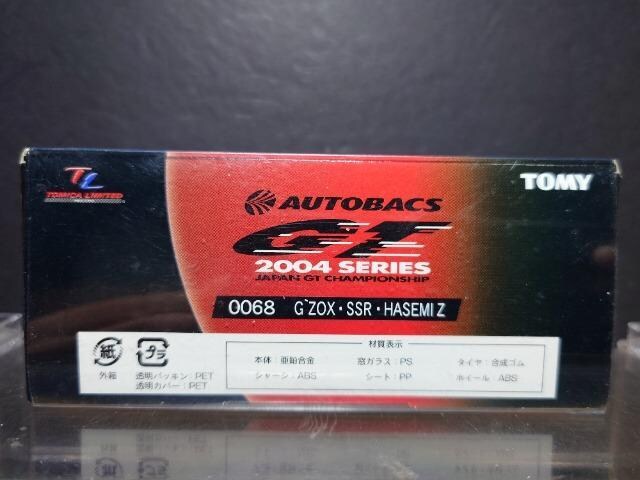 TL
TOMICA LIMITED
TOMY
AUTOBACS
GT
2004 SERIES
JAPAN GT CHAMPIONSHIP
0068 G'ZOX・SSR・HASEMI Z
材質表示
紙 プラ
外箱 透明パッキン:PET
透明カバー:PET
本体:亜鉛合金 窓ガラス:PS タイヤ:合成ゴム
シャーシ:ABS シート:PP ホイール:ABS